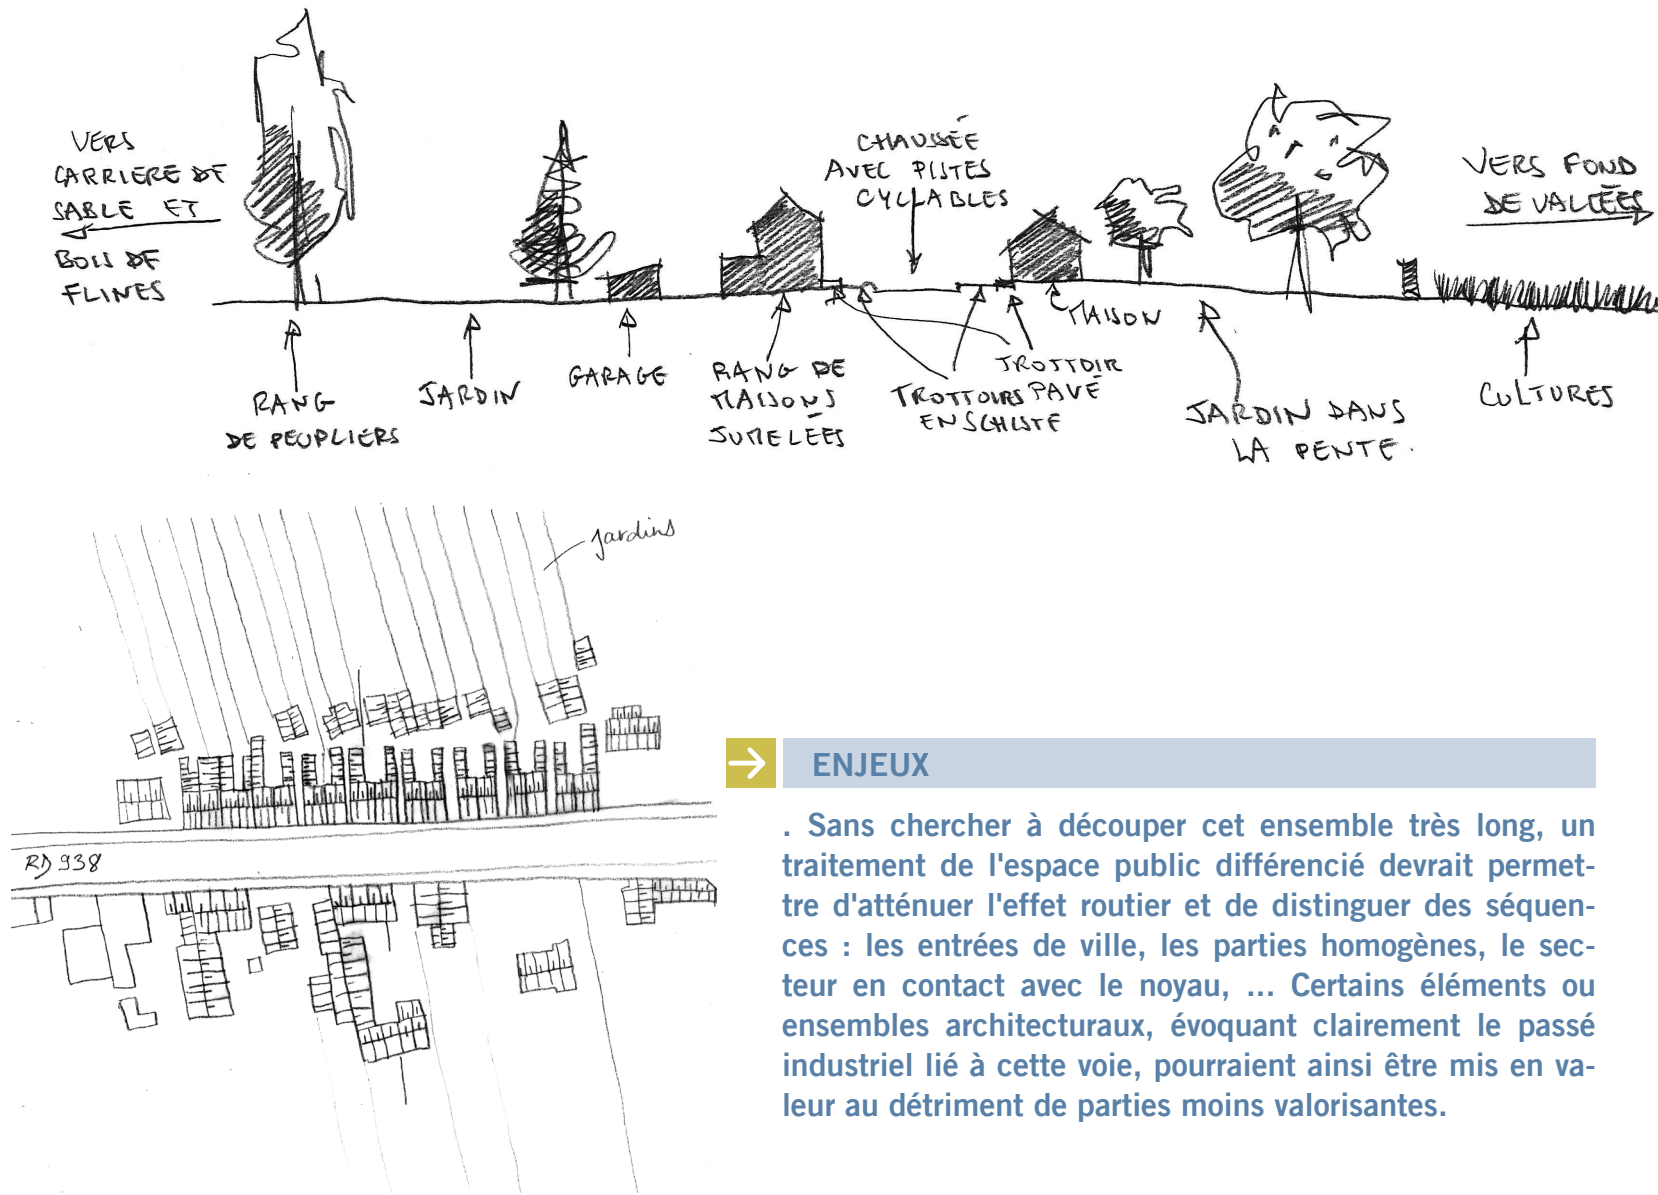 VERS
CARRIERE DE
SABLE ET
BOIS DE
FLINES
CHAUSSÉE
AVEC PISTES
CYLLABLES
VERS FOND
DE VALLÉES
RANG
DE PEUPLIERS
JARDIN
GARAGE
RANG DE
MAISONS
JUMELÉES
TROTTOIRS
EN SCHISTE
TROTTOIR
PAVÉ
MAISON
JARDIN DANS
LA PENTE.
CULTURES
jardins
RD 938
ENJEUX
. Sans chercher à découper cet ensemble très long, un
traitement de l'espace public différencié devrait permet-
tre d'atténuer l'effet routier et de distinguer des séquen-
ces : les entrées de ville, les parties homogènes, le sec-
teur en contact avec le noyau, ... Certains éléments ou
ensembles architecturaux, évoquant clairement le passé
industriel lié à cette voie, pourraient ainsi être mis en va-
leur au détriment de parties moins valorisantes.